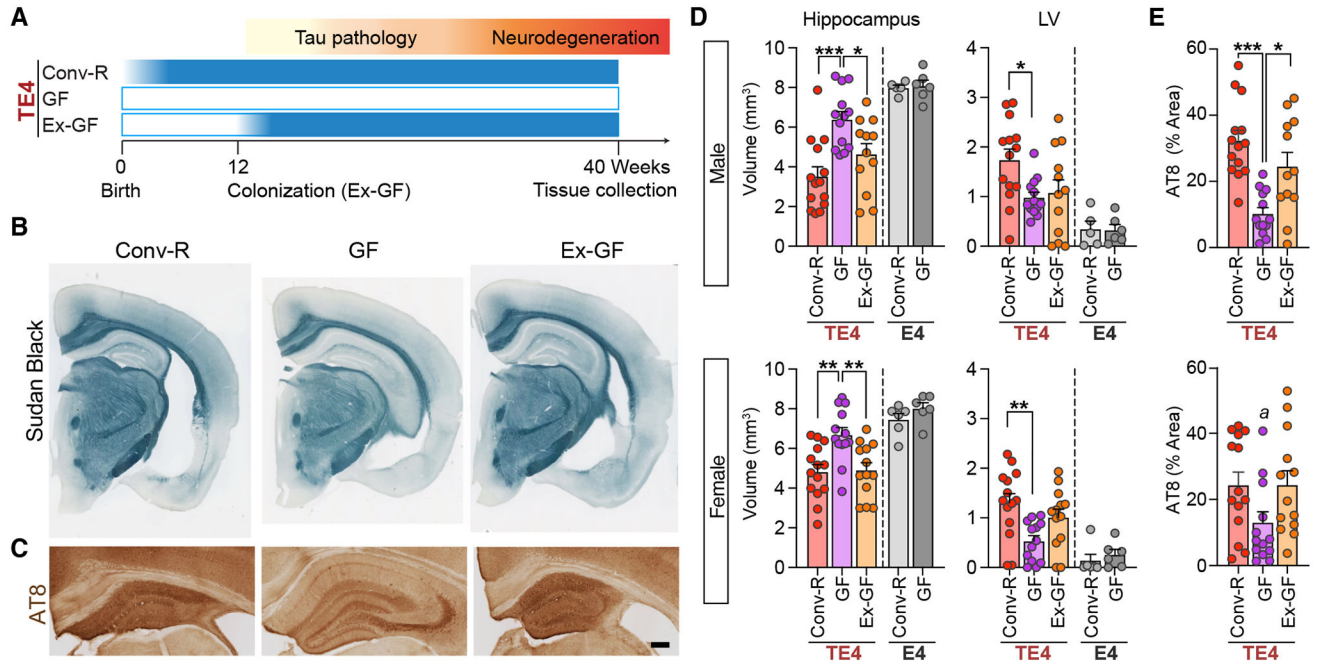 A
Tau pathology Neurodegeneration
TE4
Conv-R
GF
Ex-GF
0 12 40 Weeks
Birth Colonization (Ex-GF) Tissue collection
B
Conv-R GF Ex-GF
Sudan Black
C
AT8
D
Hippocampus LV
Male
Volume (mm³)
10
8
6
4
2
0
*** *
Conv-R GF Ex-GF Conv-R GF
TE4 E4
4
3
2
1
0
*
Conv-R GF Ex-GF Conv-R GF
TE4 E4
Female
Volume (mm³)
10
8
6
4
2
0
** **
Conv-R GF Ex-GF Conv-R GF
TE4 E4
4
3
2
1
0
**
Conv-R GF Ex-GF Conv-R GF
TE4 E4
E
AT8 (% Area)
60
40
20
0
*** *
Conv-R GF Ex-GF
TE4
AT8 (% Area)
60
40
20
0
a
Conv-R GF Ex-GF
TE4